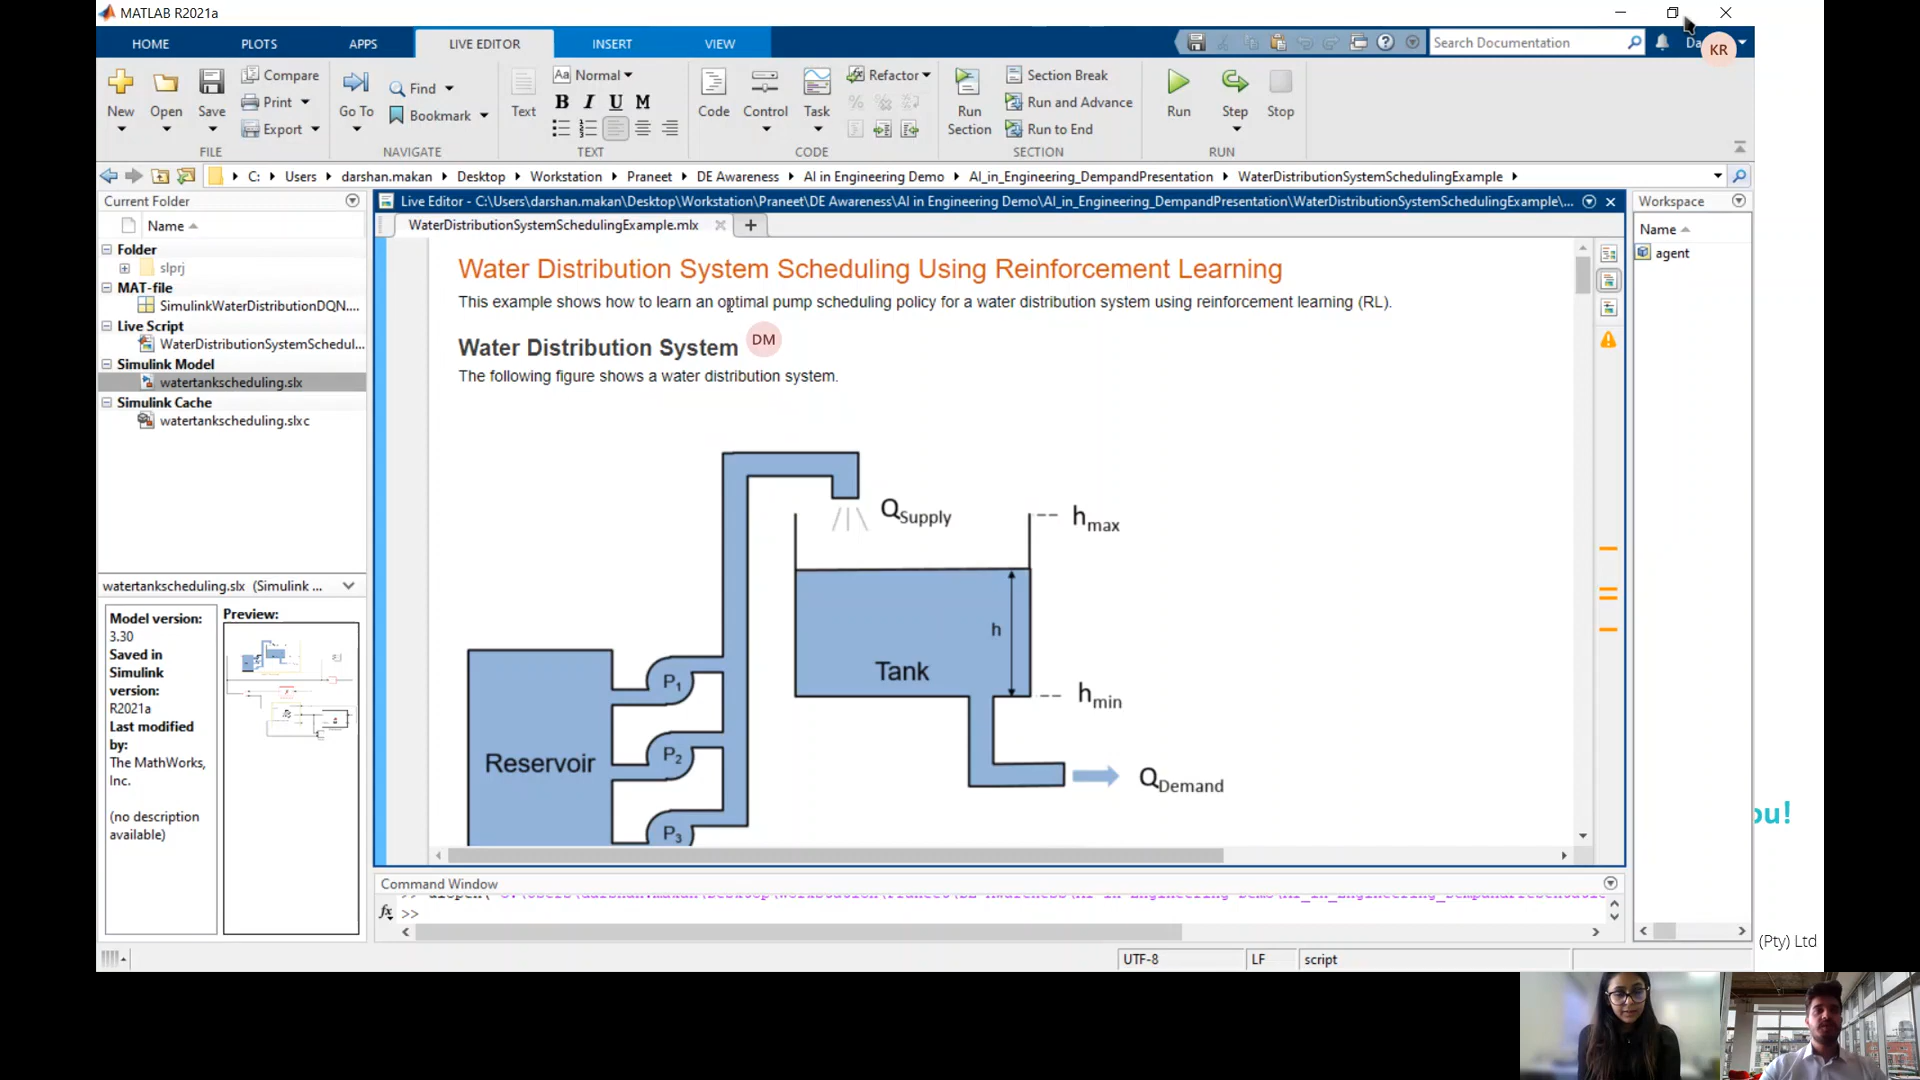 MATLAB R2021a
HOME PLOTS APPS LIVE EDITOR INSERT VIEW
Search Documentation
Da
KR
New Open Save
Compare
Print
Export
FILE
Go To
Find
Bookmark
NAVIGATE
Text
Aa Normal
B I U M
TEXT
Code Control Task
Refactor
CODE
Run Section
Section Break
Run and Advance
Run to End
SECTION
Run Step Stop
RUN
C: Users darshan.makan Desktop Workstation Praneet DE Awareness AI in Engineering Demo AI_in_Engineering_DempandPresentation WaterDistributionSystemSchedulingExample
Current Folder
Name
Folder
slprj
MAT-file
SimulinkWaterDistributionDQN....
Live Script
WaterDistributionSystemSchedul...
Simulink Model
watertankscheduling.slx
Simulink Cache
watertankscheduling.slxc
watertankscheduling.slx (Simulink ...
Model version:
3.30
Saved in
Simulink
version:
R2021a
Last modified
by:
The MathWorks,
Inc.
(no description
available)
Preview:
Live Editor - C:\Users\darshan.makan\Desktop\Workstation\Praneet\DE Awareness\AI in Engineering Demo\AI_in_Engineering_DempandPresentation\WaterDistributionSystemSchedulingExample\...
WaterDistributionSystemSchedulingExample.mlx
Water Distribution System Scheduling Using Reinforcement Learning
This example shows how to learn an optimal pump scheduling policy for a water distribution system using reinforcement learning (RL).
Water Distribution System
DM
The following figure shows a water distribution system.
QSupply
hmax
h
Tank
hmin
P1
P2
P3
Reservoir
QDemand
Workspace
Name
agent
Command Window
fx >>
UTF-8 LF script
ou!
(Pty) Ltd